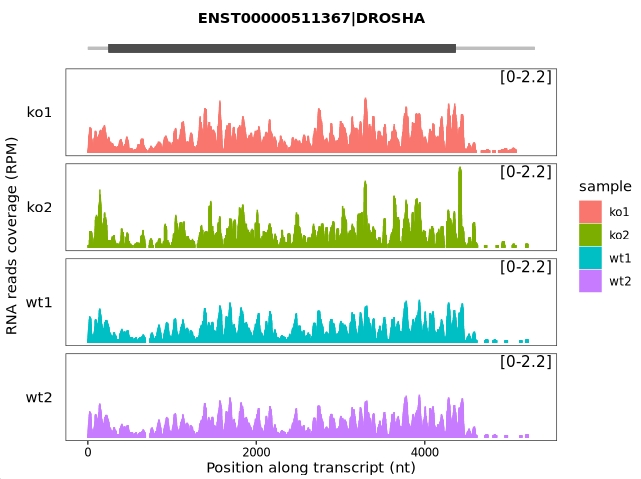 ENST00000511367|DROSHA
[0-2.2]
ko1
[0-2.2]
ko2
[0-2.2]
wt1
[0-2.2]
wt2
RNA reads coverage (RPM)
0 2000 4000
Position along transcript (nt)
sample
ko1
ko2
wt1
wt2